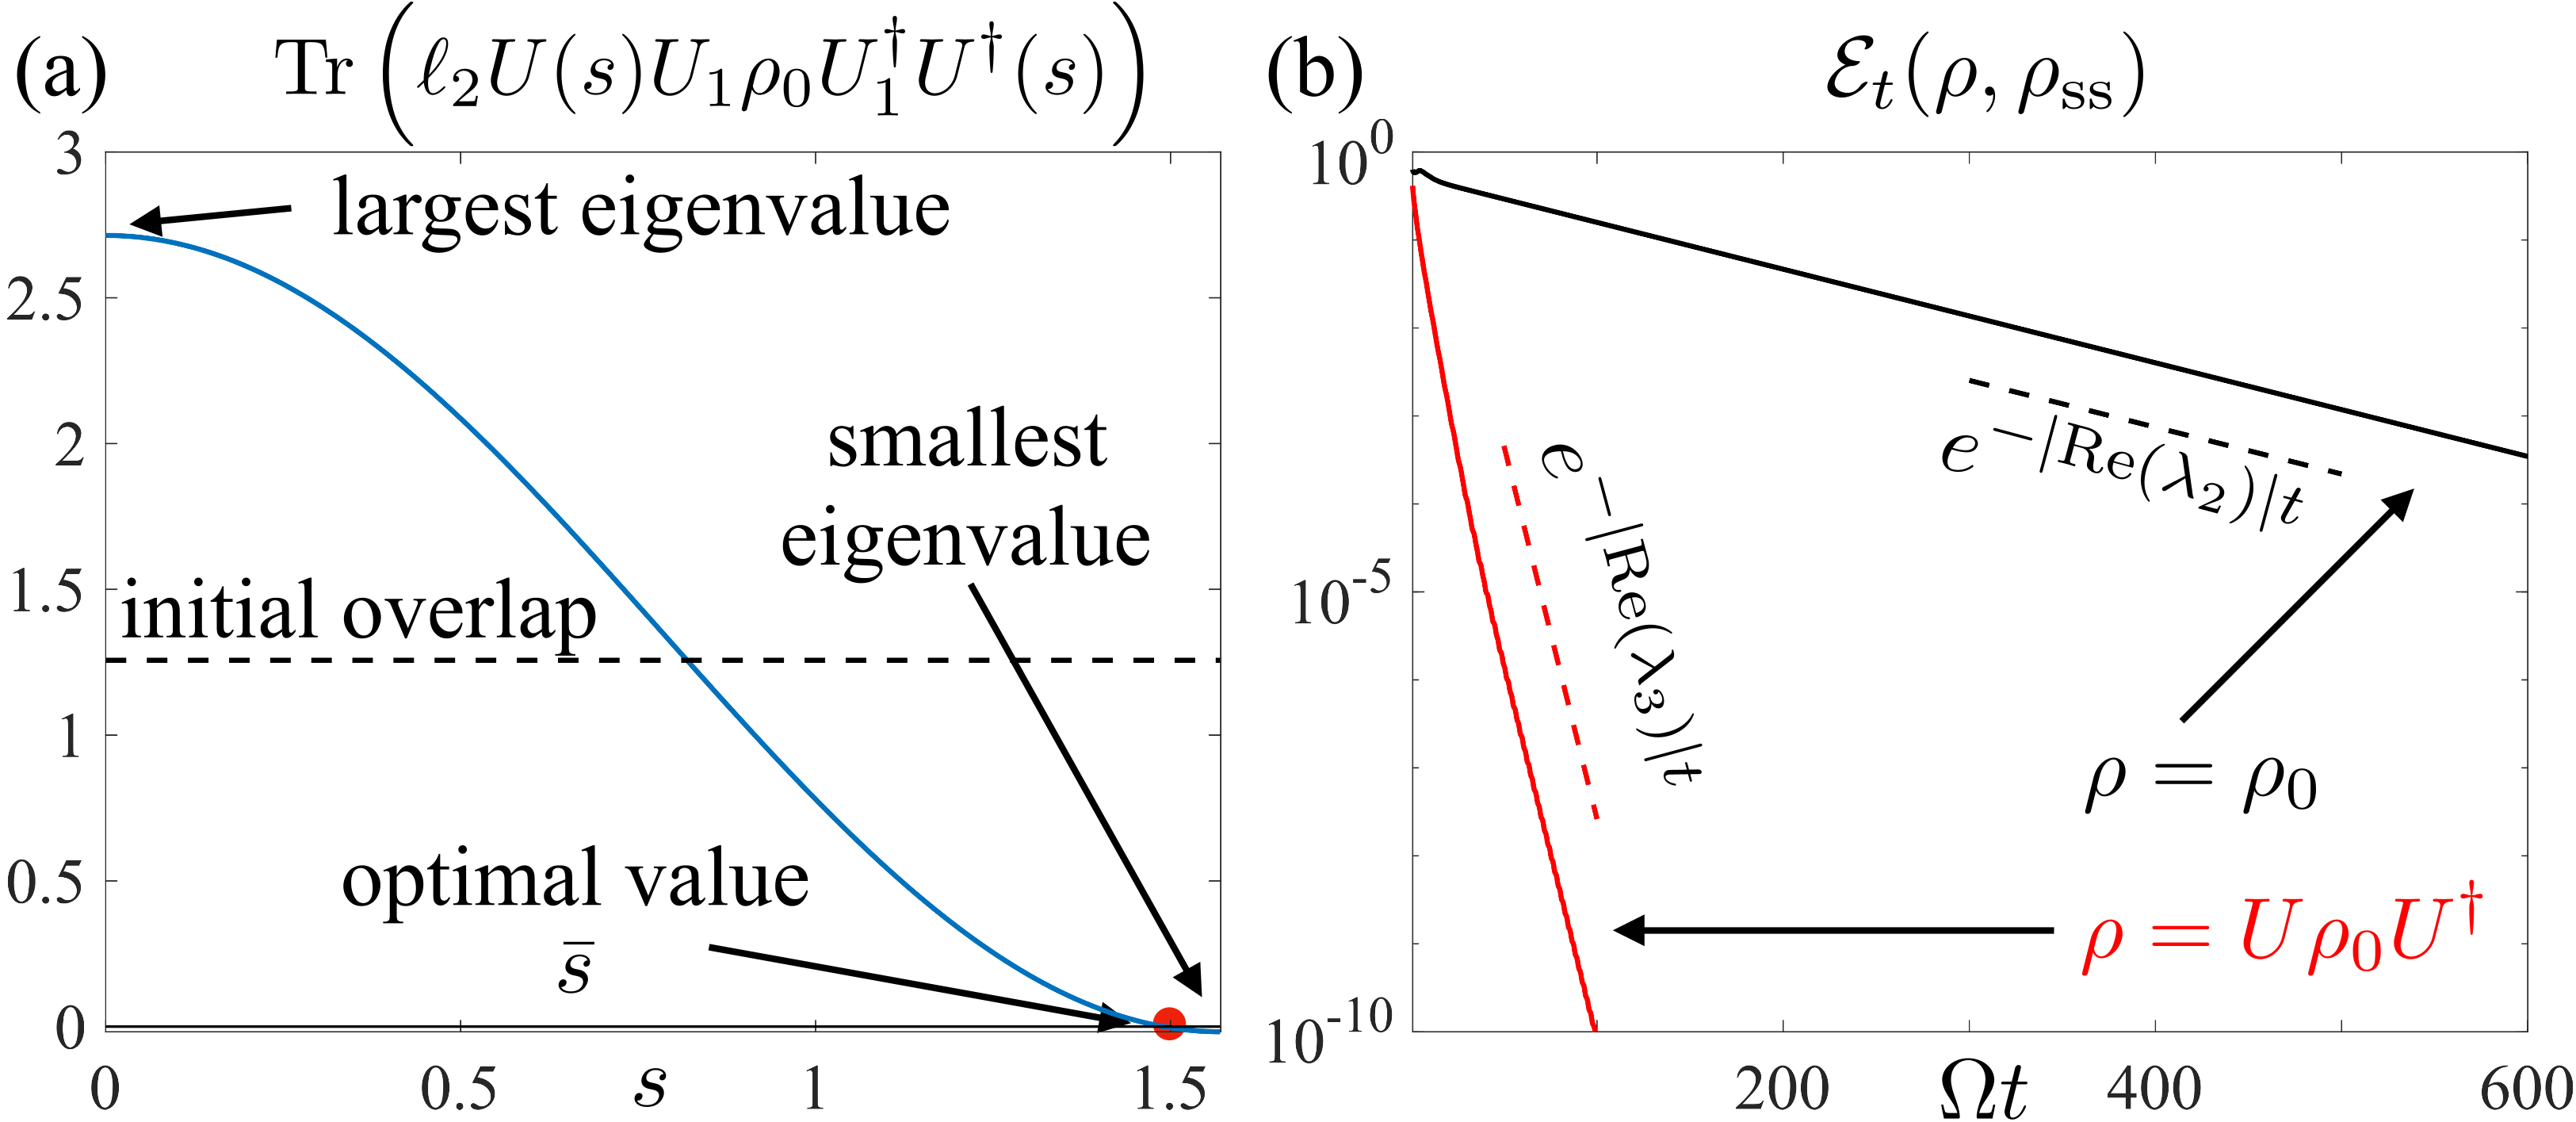 (a) Tr (ℓ₂U(s)U₁ρ₀U₁†U†(s))
3
2.5
2
1.5
1
0.5
0
largest eigenvalue
smallest
eigenvalue
initial overlap
optimal value
s̅
0 0.5 s 1 1.5
(b) ℰₜ(ρ, ρₛₛ)
10⁰
10⁻⁵
10⁻¹⁰
e^{−|Re(λ₂)|t}
e^{−|Re(λ₃)|t}
ρ = ρ₀
ρ = Uρ₀U†
200 Ωt 400 600